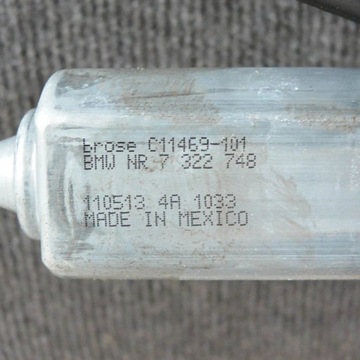 brose C11469-101
BMW NR 7 322 748
110513 4A 1033
MADE IN MEXICO